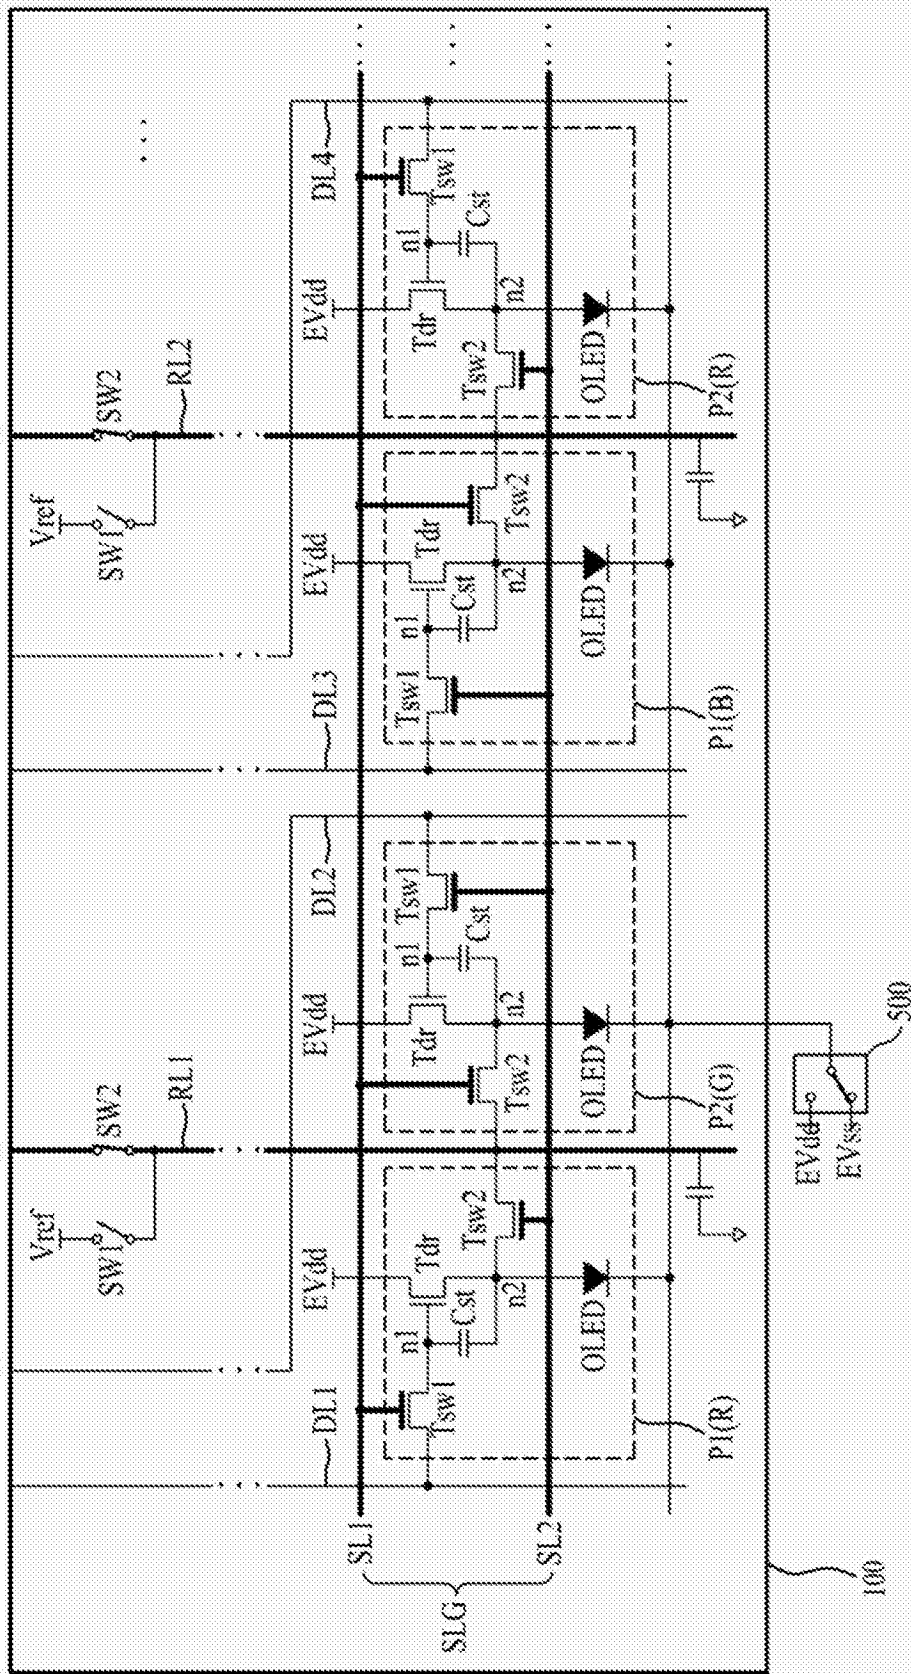 Vref
Vref
SW1
SW2
SW1
SW2
RL1
RL2
DL1
EVdd
EVdd
DL2
DL3
EVdd
EVdd
DL4
SL1
n1
Tdr
Tdr
n1
Tsw1
Tsw1
n1
Tdr
Tdr
n1
Tsw1
Cst
Cst
Cst
Cst
Tsw1
Tsw2
Tsw2
Tsw2
Tsw2
SLG
n2
n2
n2
n2
SL2
OLED
OLED
OLED
OLED
P1(R)
P2(G)
P1(B)
P2(R)
EVdd
EVss
100
500